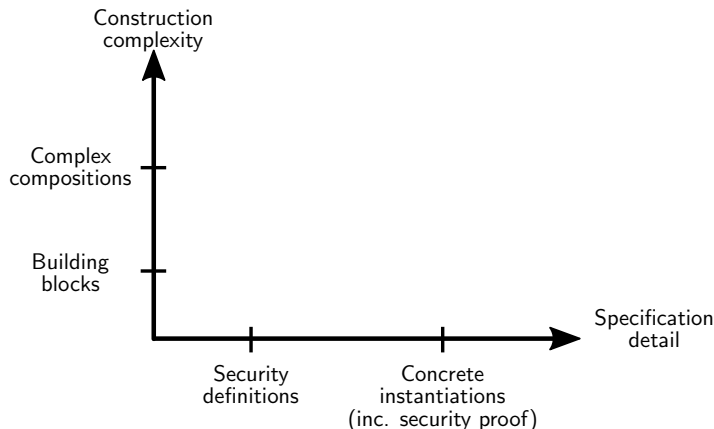 Construction
complexity
Complex
compositions
Building
blocks
Specification
detail
Security
definitions
Concrete
instantiations
(inc. security proof)